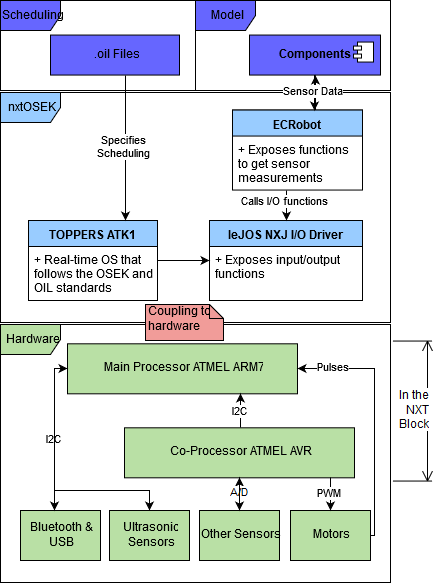 Scheduling
Model
.oil Files
Components
Sensor Data
nxtOSEK
ECRobot
+ Exposes functions
to get sensor
measurements
Specifies
Scheduling
Calls I/O functions
TOPPERS ATK1
+ Real-time OS that
follows the OSEK and
OIL standards
leJOS NXJ I/O Driver
+ Exposes input/output
functions
Coupling to
hardware
Hardware
Main Processor ATMEL ARM7
Pulses
In the
NXT
Block
I2C
I2C
Co-Processor ATMEL AVR
A/D
PWM
Bluetooth &
USB
Ultrasonic
Sensors
Other Sensors
Motors